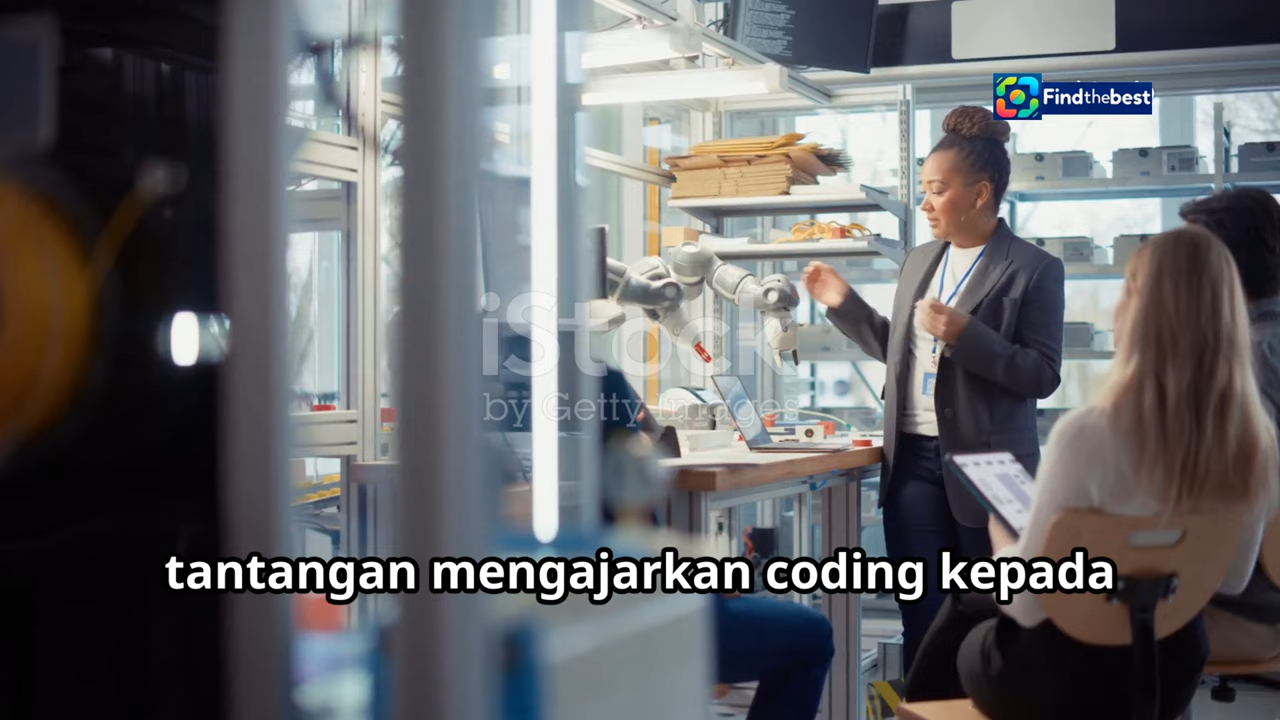 Findthebest
iStock
by Getty Images
tantangan mengajarkan coding kepada